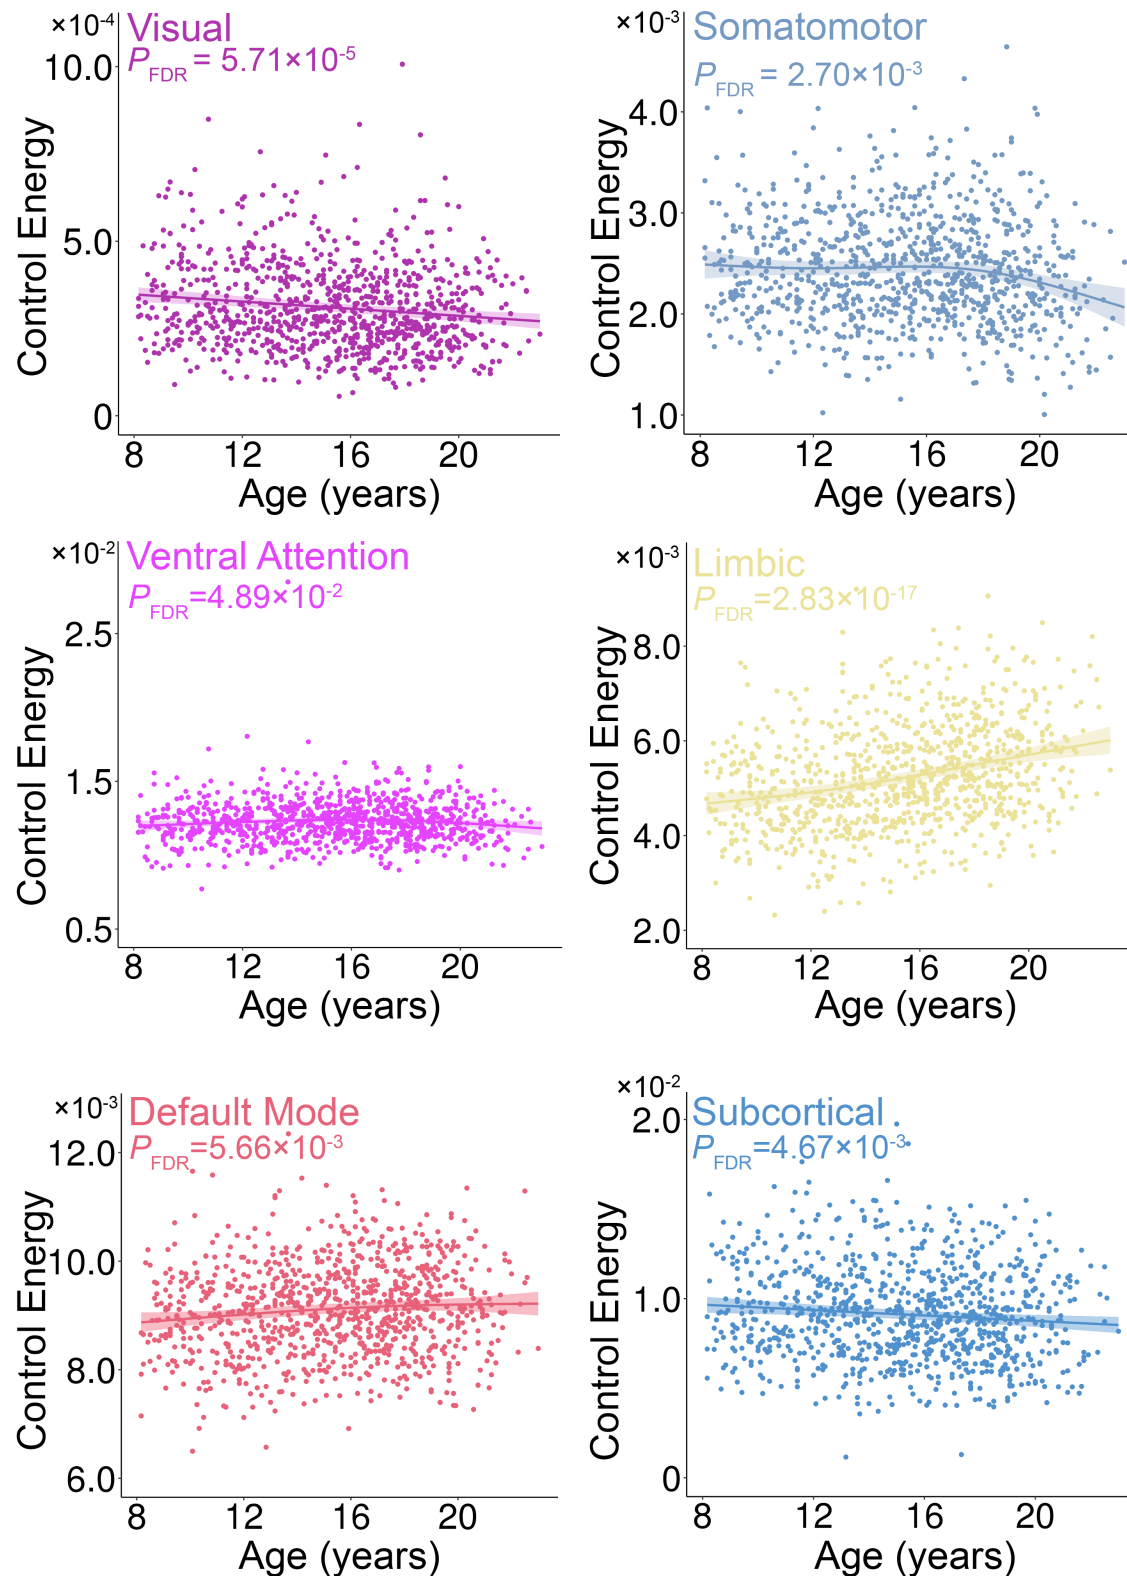 ×10-4
Visual
PFDR = 5.71×10-5
10.0
5.0
0
Control Energy
8 12 16 20
Age (years)
×10-3
Somatomotor
PFDR = 2.70×10-3
4.0
3.0
2.0
1.0
Control Energy
8 12 16 20
Age (years)
×10-2
Ventral Attention
PFDR=4.89×10-2
2.5
1.5
0.5
Control Energy
8 12 16 20
Age (years)
×10-3
Limbic
PFDR=2.83×10-17
8.0
6.0
4.0
2.0
Control Energy
8 12 16 20
Age (years)
×10-3
Default Mode
PFDR=5.66×10-3
12.0
10.0
8.0
6.0
Control Energy
8 12 16 20
Age (years)
×10-2
Subcortical
PFDR=4.67×10-3
2.0
1.0
0
Control Energy
8 12 16 20
Age (years)